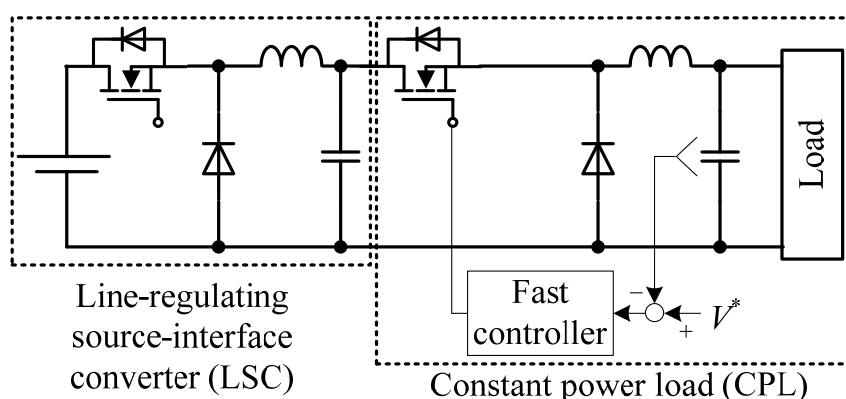 Load
Fast
controller
−
+
V*
Line-regulating
source-interface
converter (LSC)
Constant power load (CPL)